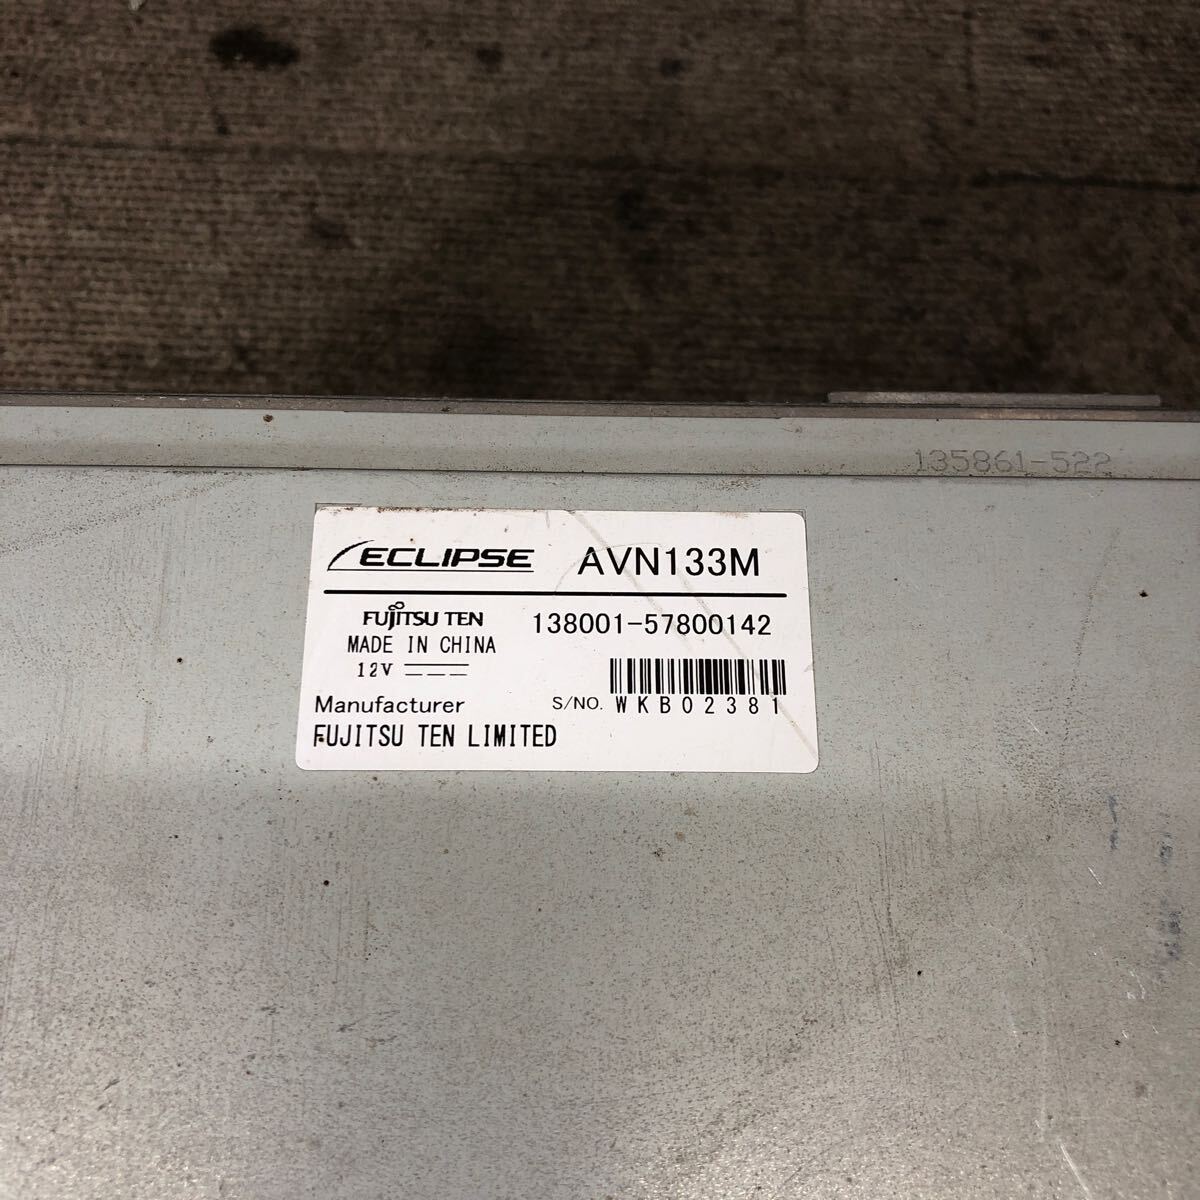 135861-522
ECLIPSE AVN133M
FUJITSU TEN 138001-57800142
MADE IN CHINA
12V
Manufacturer S/NO. WKB02381
FUJITSU TEN LIMITED